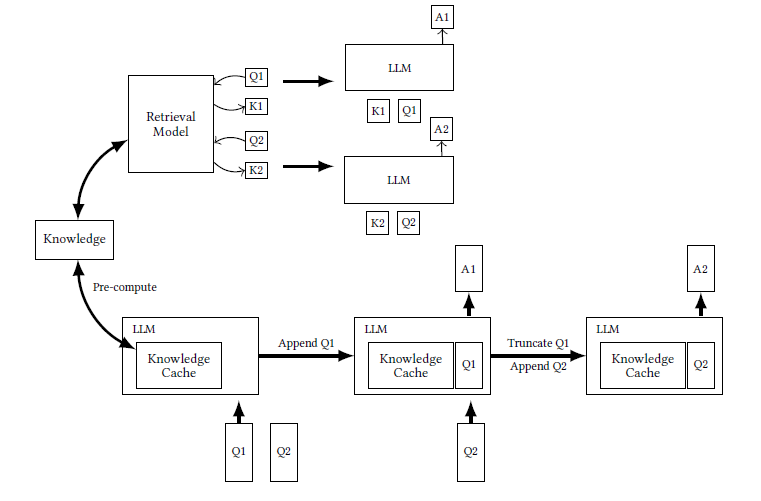 A1
LLM
Retrieval
Model
Q1
K1
K1
Q1
A2
Q2
K2
LLM
K2
Q2
Knowledge
Pre-compute
A1
A2
LLM
Knowledge
Cache
Append Q1
LLM
Knowledge
Cache
Q1
Truncate Q1
Append Q2
LLM
Knowledge
Cache
Q2
Q1
Q2
Q2